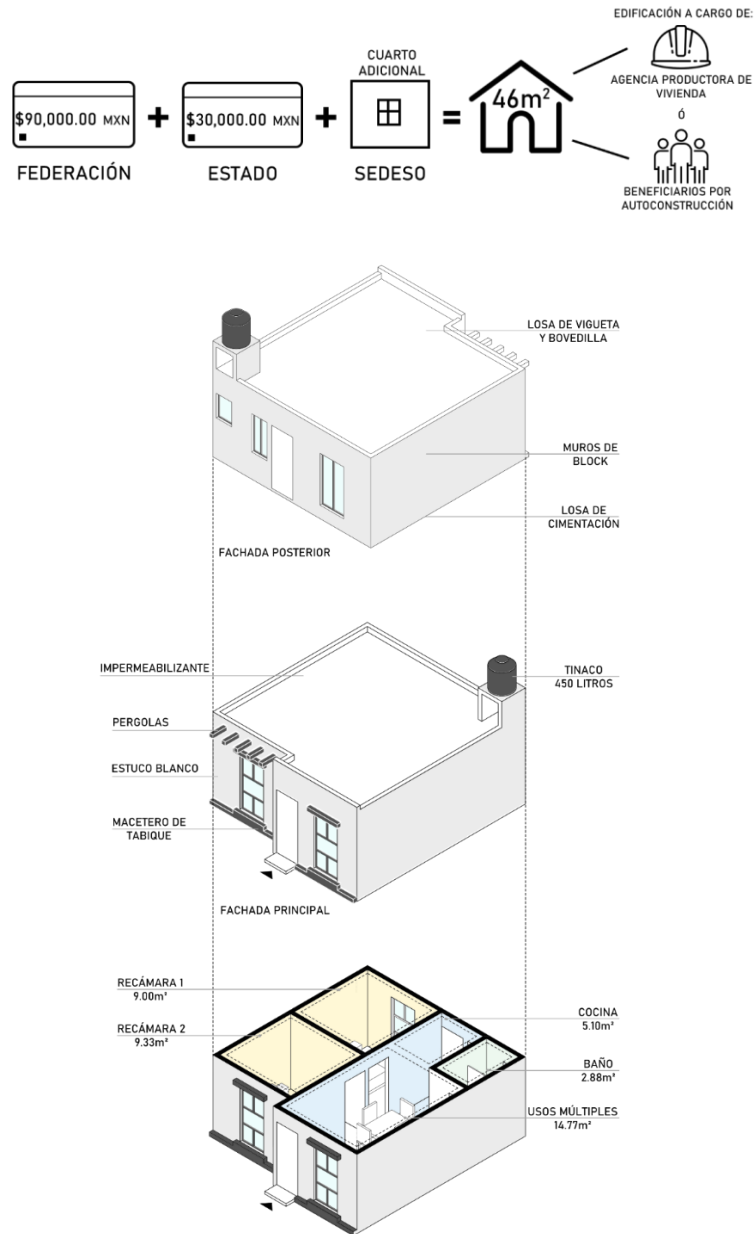 EDIFICACIÓN A CARGO DE:
CUARTO
ADICIONAL
$90,000.00 MXN
+
$30,000.00 MXN
+
=
46m²
AGENCIA PRODUCTORA DE
VIVIENDA
ó
FEDERACIÓN
ESTADO
SEDESO
BENEFICIARIOS POR
AUTOCONSTRUCCIÓN
LOSA DE VIGUETA
Y BOVEDILLA
MUROS DE
BLOCK
LOSA DE
CIMENTACIÓN
FACHADA POSTERIOR
IMPERMEABILIZANTE
TINACO
450 LITROS
PERGOLAS
ESTUCO BLANCO
MACETERO DE
TABIQUE
FACHADA PRINCIPAL
RECÁMARA 1
9.00m²
RECÁMARA 2
9.33m²
COCINA
5.10m²
BAÑO
2.88m²
USOS MÚLTIPLES
14.77m²